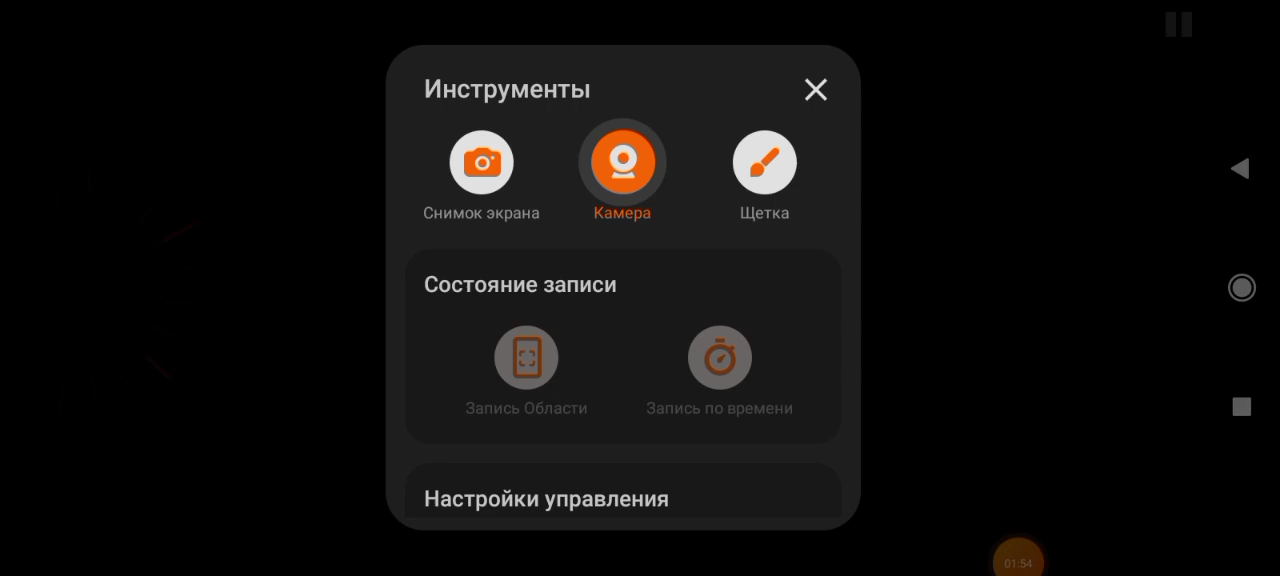 Инструменты
Снимок экрана
Камера
Щетка
Состояние записи
Запись Области
Запись по времени
Настройки управления
01:54